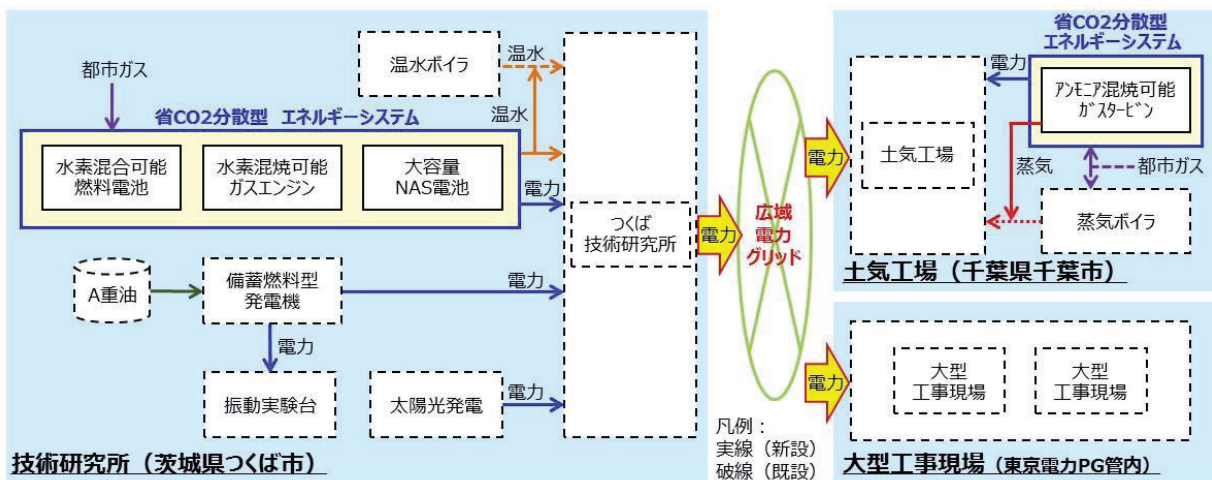 都市ガス
温水ボイラ
温水
温水
省CO2分散型 エネルギーシステム
水素混合可能
燃料電池
水素混焼可能
ガスエンジン
大容量
NAS電池
電力
つくば
技術研究所
A重油
備蓄燃料型
発電機
電力
電力
振動実験台
太陽光発電
電力
技術研究所（茨城県つくば市）
電力
広域
電力
グリッド
電力
電力
凡例：
実線（新設）
破線（既設）
省CO2分散型
エネルギーシステム
電力
アンモニア混焼可能
ガスタービン
土気工場
蒸気
都市ガス
蒸気ボイラ
土気工場（千葉県千葉市）
大型
工事現場
大型
工事現場
大型工事現場（東京電力PG管内）